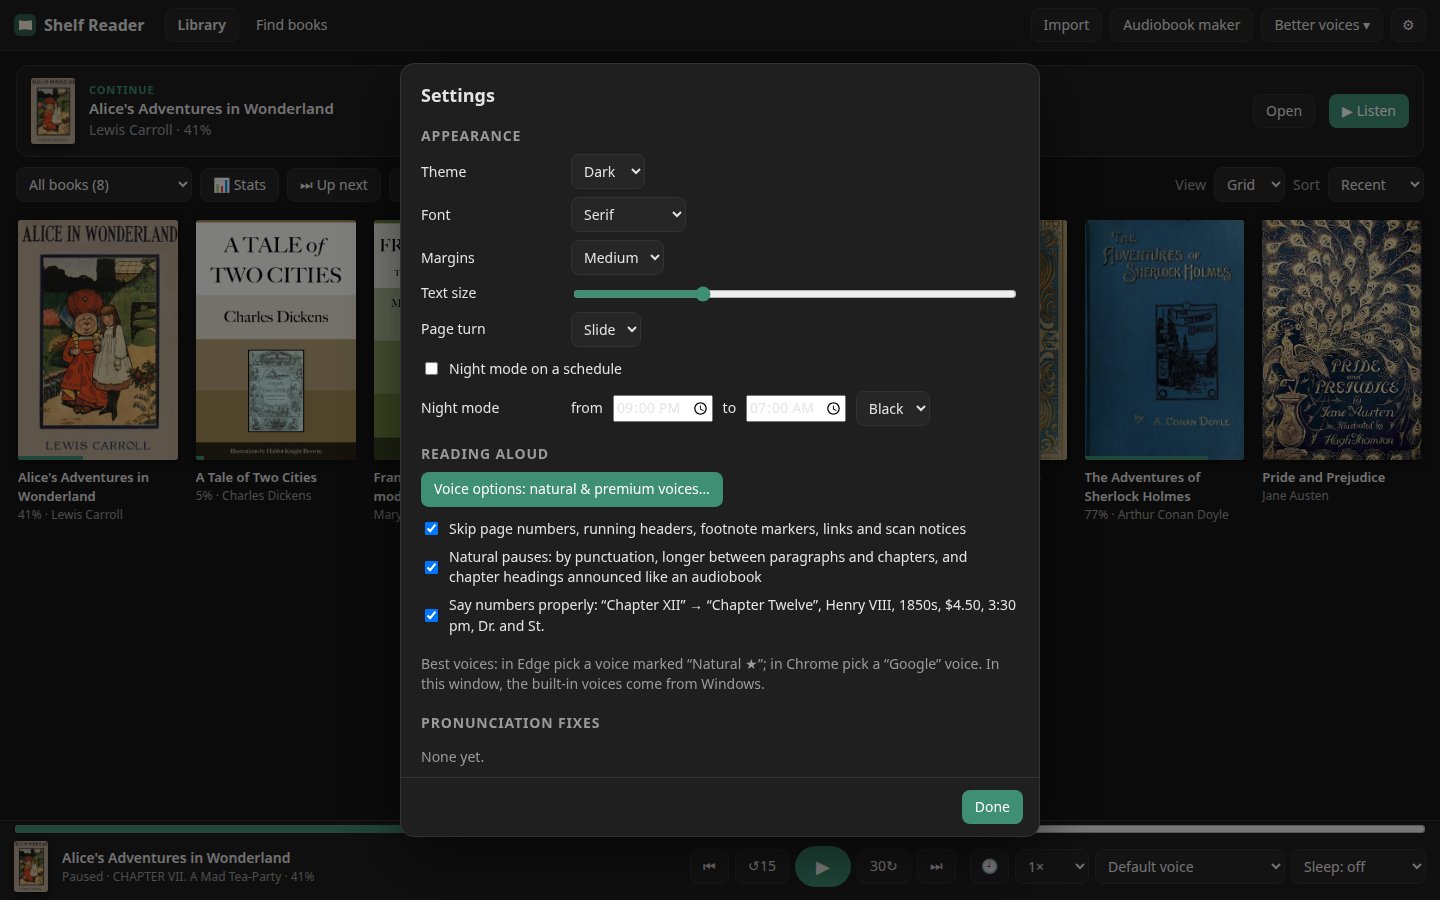 Shelf Reader
Library
Find books
Import
Audiobook maker
Better voices ▾
⚙
CONTINUE
Alice's Adventures in Wonderland
Lewis Carroll · 41%
Open
▶ Listen
All books (8)
📊 Stats
⏭ Up next
View
Grid
Sort
Recent
Settings
APPEARANCE
Theme
Dark
Font
Serif
Margins
Medium
Text size
Page turn
Slide
Night mode on a schedule
Night mode
from
09:00 PM
to
07:00 AM
Black
READING ALOUD
Voice options: natural & premium voices…
Skip page numbers, running headers, footnote markers, links and scan notices
Natural pauses: by punctuation, longer between paragraphs and chapters, and
chapter headings announced like an audiobook
Say numbers properly: “Chapter XII” → “Chapter Twelve”, Henry VIII, 1850s, $4.50, 3:30
pm, Dr. and St.
Best voices: in Edge pick a voice marked “Natural ★”; in Chrome pick a “Google” voice. In
this window, the built-in voices come from Windows.
PRONUNCIATION FIXES
None yet.
Done
ALICE IN WONDERLAND
LEWIS CARROLL
Alice's Adventures in
Wonderland
41% · Lewis Carroll
A TALE of
TWO CITIES
Charles Dickens
Illustrations by Hablot Knight Browne
A Tale of Two Cities
5% · Charles Dickens
THE
ADVENTURES OF
SHERLOCK HOLMES
A. CONAN DOYLE
The Adventures of
Sherlock Holmes
77% · Arthur Conan Doyle
PRIDE
and
PREJUDICE
by
Jane Austen
Illustrated by
Hugh Thomson
Pride and Prejudice
Jane Austen
Alice's Adventures in Wonderland
Paused · CHAPTER VII. A Mad Tea-Party · 41%
⏮
↺15
▶
30↻
⏭
🕘
1×
Default voice
Sleep: off